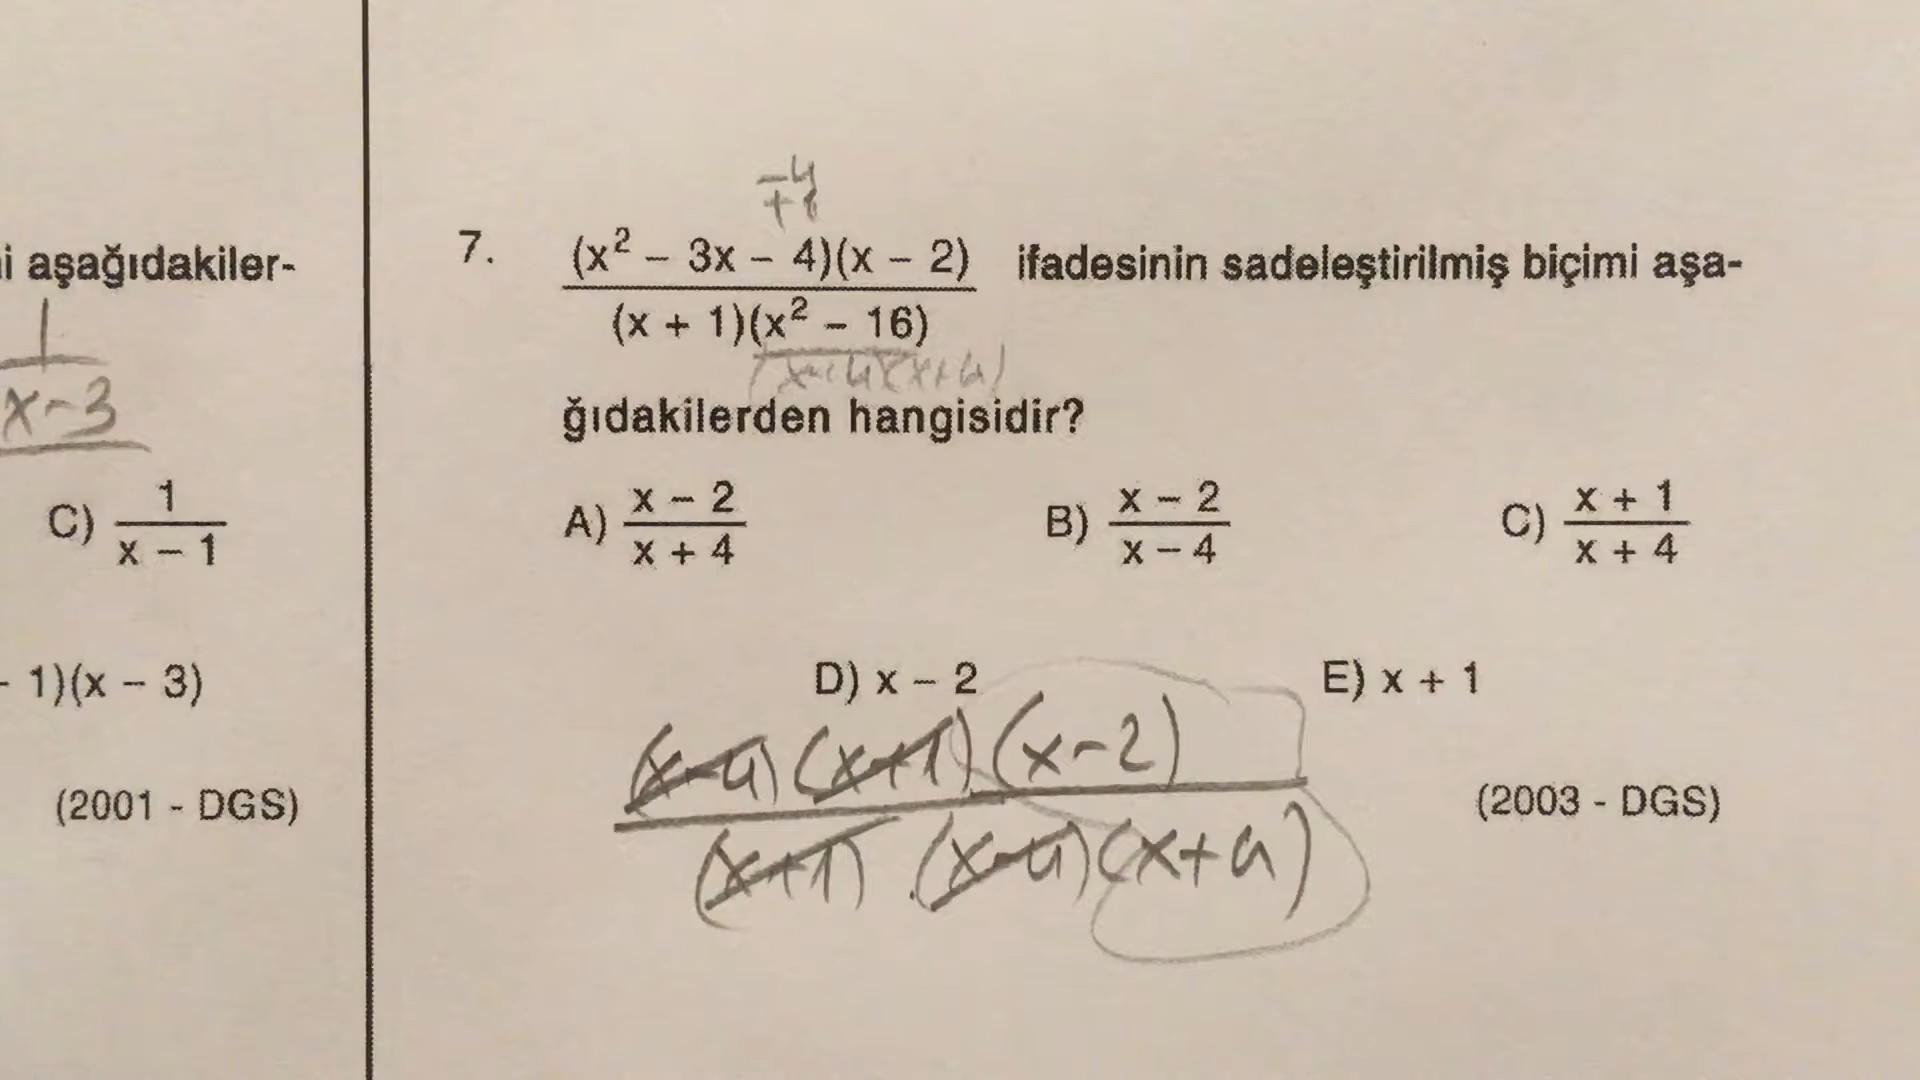 i aşağıdakiler-
1
x-3
C) 1 / x - 1
- 1)(x - 3)
(2001 - DGS)
-4
7. (x² - 3x - 4)(x - 2) / (x + 1)(x² - 16) ifadesinin sadeleştirilmiş biçimi aşa-
(x-4)(x+4)
ğıdakilerden hangisidir?
A) x - 2 / x + 4 B) x - 2 / x - 4 C) x + 1 / x + 4
D) x - 2 E) x + 1
(x-4) (x+1) (x-2)
(x+1) . (x-4) (x+4)
(2003 - DGS)